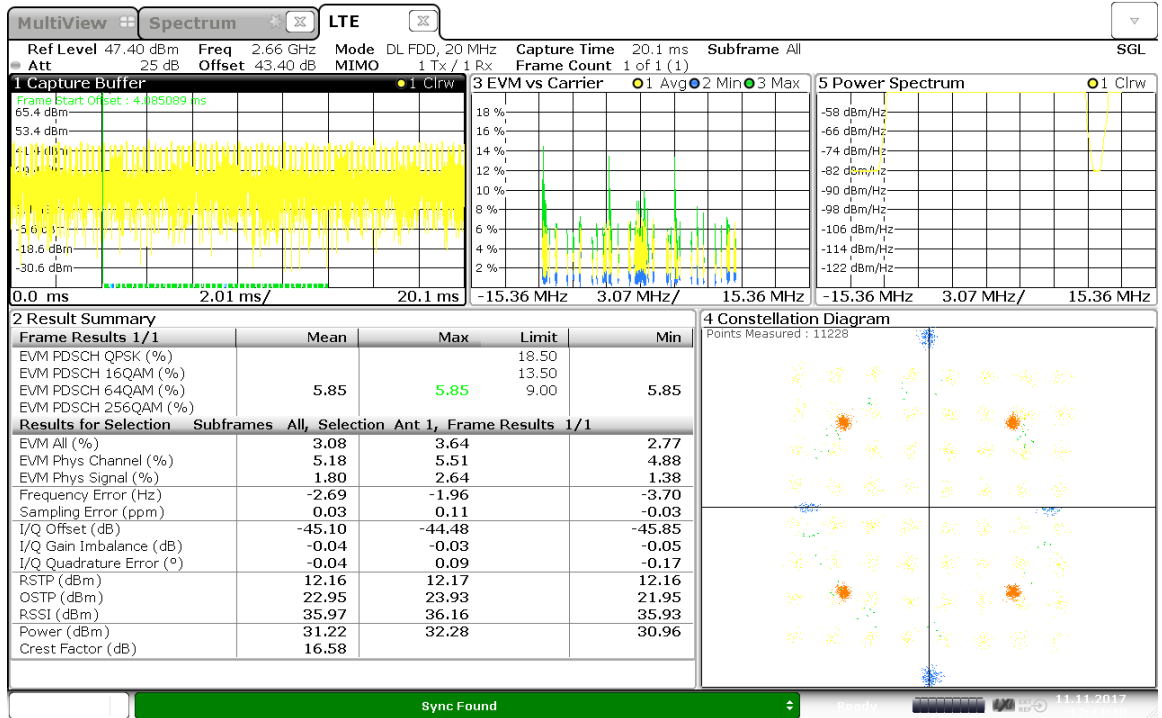 MultiView Spectrum LTE
Ref Level 47.40 dBm Freq 2.66 GHz Mode DL FDD, 20 MHz Capture Time 20.1 ms Subframe All SGL
Att 25 dB Offset 43.40 dB MIMO 1 Tx / 1 Rx Frame Count 1 of 1 (1)
1 Capture Buffer 1 Clrw
Frame Start Offset : 4.085089 ms
65.4 dBm
53.4 dBm
-18.6 dBm
-30.6 dBm
0.0 ms 2.01 ms/ 20.1 ms
3 EVM vs Carrier 1 Avg 2 Min 3 Max
18 %
16 %
14 %
12 %
10 %
8 %
6 %
4 %
2 %
-15.36 MHz 3.07 MHz/ 15.36 MHz
5 Power Spectrum 1 Clrw
-58 dBm/Hz
-66 dBm/Hz
-74 dBm/Hz
-82 dBm/Hz
-90 dBm/Hz
-98 dBm/Hz
-106 dBm/Hz
-114 dBm/Hz
-122 dBm/Hz
-15.36 MHz 3.07 MHz/ 15.36 MHz
2 Result Summary
Frame Results 1/1 Mean Max Limit Min
EVM PDSCH QPSK (%) 18.50
EVM PDSCH 16QAM (%) 13.50
EVM PDSCH 64QAM (%) 5.85 5.85 9.00 5.85
EVM PDSCH 256QAM (%)
Results for Selection Subframes All, Selection Ant 1, Frame Results 1/1
EVM All (%) 3.08 3.64 2.77
EVM Phys Channel (%) 5.18 5.51 4.88
EVM Phys Signal (%) 1.80 2.64 1.38
Frequency Error (Hz) -2.69 -1.96 -3.70
Sampling Error (ppm) 0.03 0.11 -0.03
I/Q Offset (dB) -45.10 -44.48 -45.85
I/Q Gain Imbalance (dB) -0.04 -0.03 -0.05
I/Q Quadrature Error (º) -0.04 0.09 -0.17
RSTP (dBm) 12.16 12.17 12.16
OSTP (dBm) 22.95 23.93 21.95
RSSI (dBm) 35.97 36.16 35.93
Power (dBm) 31.22 32.28 30.96
Crest Factor (dB) 16.58
4 Constellation Diagram
Points Measured : 11228
Sync Found
Ready
LXI
11.11.2017